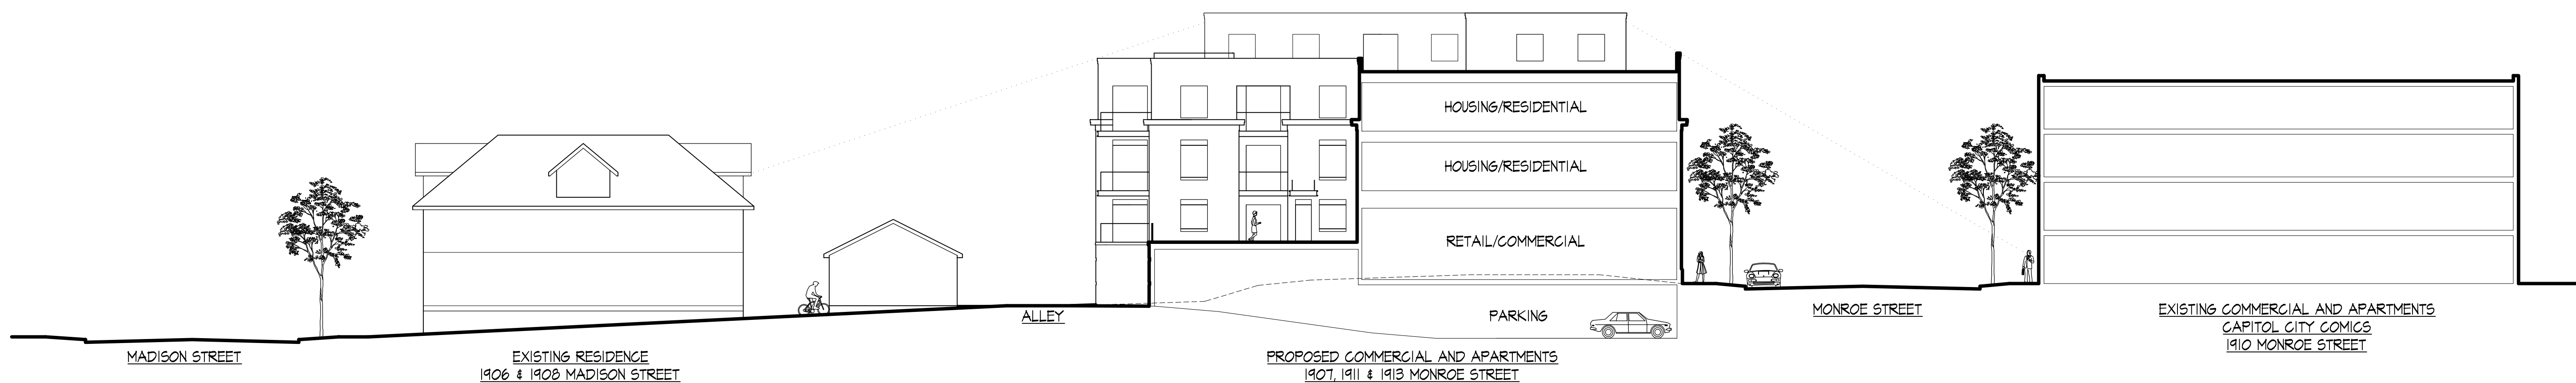 HOUSING/RESIDENTIAL
HOUSING/RESIDENTIAL
RETAIL/COMMERCIAL
PARKING
MADISON STREET
EXISTING RESIDENCE
1906 & 1908 MADISON STREET
ALLEY
PROPOSED COMMERCIAL AND APARTMENTS
1907, 1911 & 1913 MONROE STREET
MONROE STREET
EXISTING COMMERCIAL AND APARTMENTS
CAPITOL CITY COMICS
1910 MONROE STREET